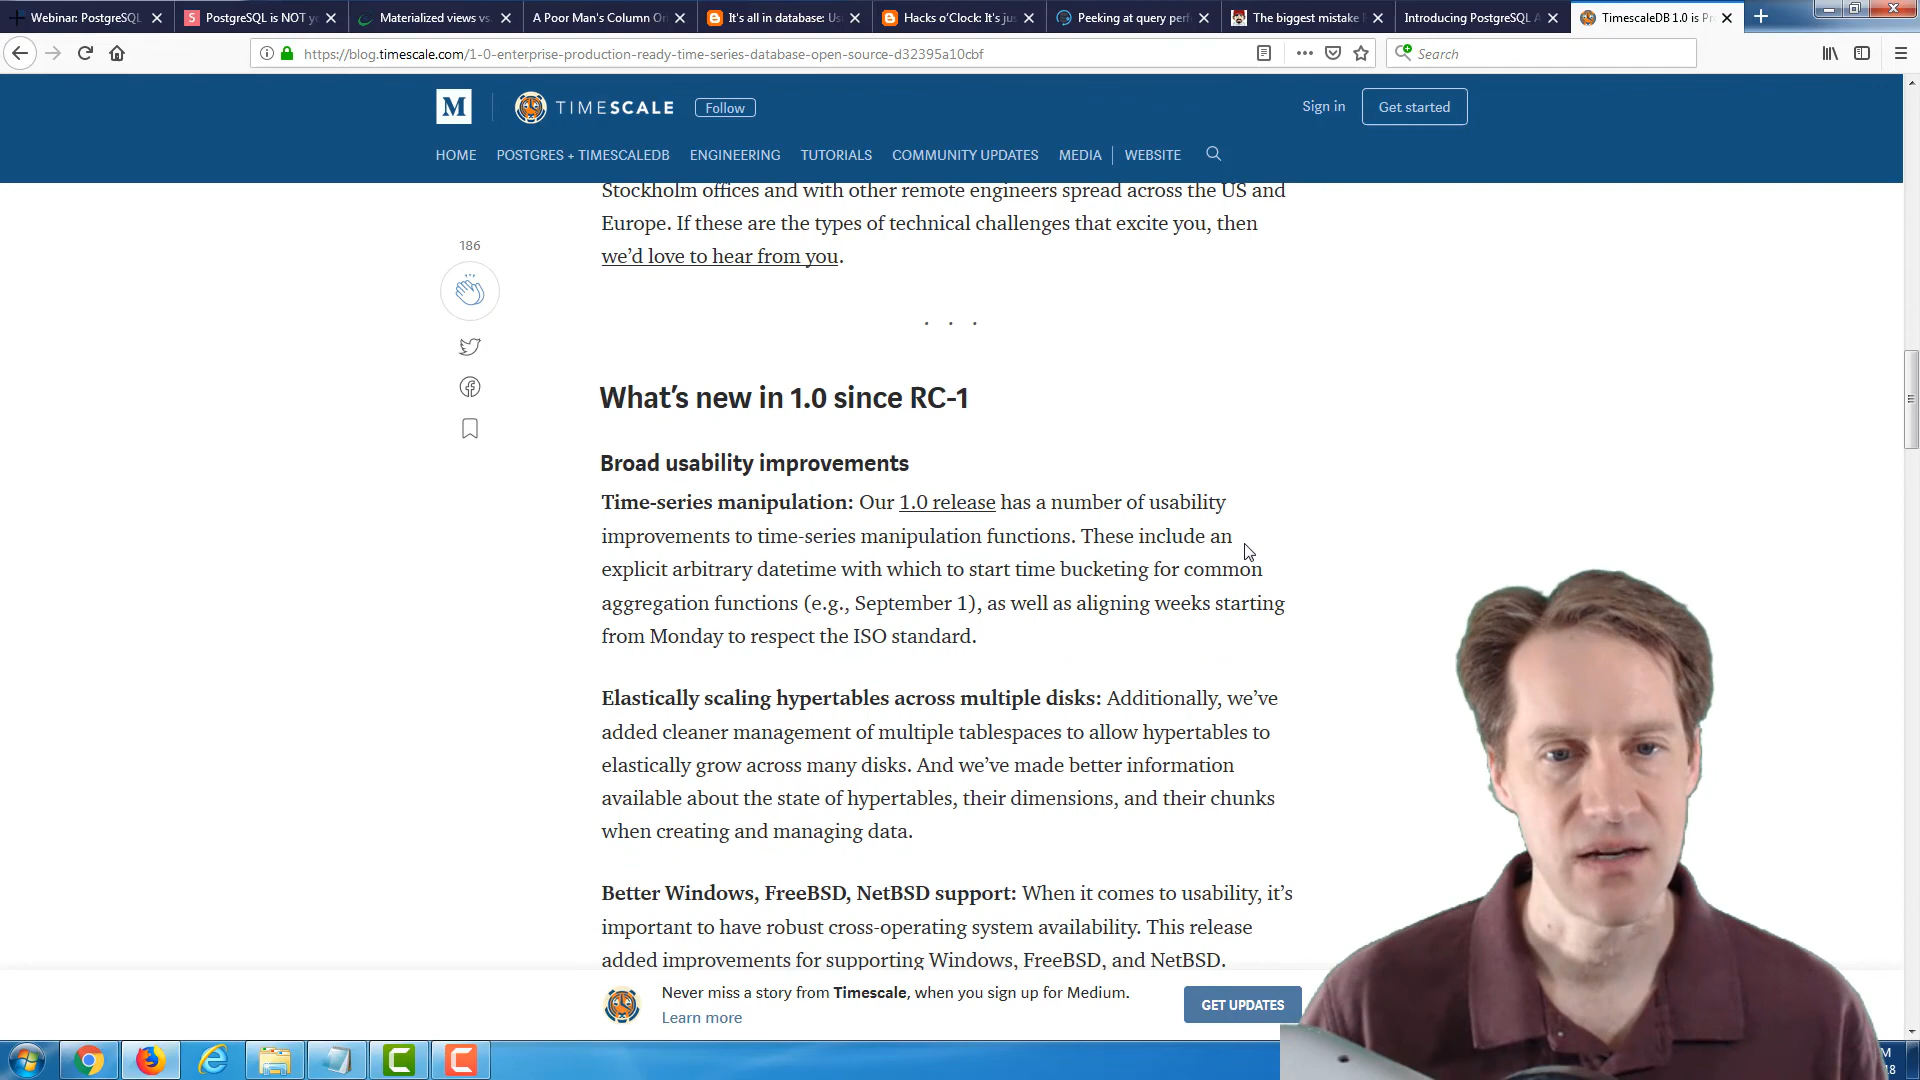 Webinar: PostgreSQL
PostgreSQL is NOT y
Materialized views vs
A Poor Man's Column Or
It's all in database: Us
Hacks o'Clock: It's jus
Peeking at query perf
The biggest mistake
Introducing PostgreSQL A
TimescaleDB 1.0 is Pr
https://blog.timescale.com/1-0-enterprise-production-ready-time-series-database-open-source-d32395a10cbf
Search
M
TIMESCALE
Follow
Sign in
Get started
HOME
POSTGRES + TIMESCALEDB
ENGINEERING
TUTORIALS
COMMUNITY UPDATES
MEDIA
WEBSITE
Stockholm offices and with other remote engineers spread across the US and
Europe. If these are the types of technical challenges that excite you, then
we’d love to hear from you.
186
. . .
What’s new in 1.0 since RC-1
Broad usability improvements
Time-series manipulation: Our 1.0 release has a number of usability
improvements to time-series manipulation functions. These include an
explicit arbitrary datetime with which to start time bucketing for common
aggregation functions (e.g., September 1), as well as aligning weeks starting
from Monday to respect the ISO standard.
Elastically scaling hypertables across multiple disks: Additionally, we’ve
added cleaner management of multiple tablespaces to allow hypertables to
elastically grow across many disks. And we’ve made better information
available about the state of hypertables, their dimensions, and their chunks
when creating and managing data.
Better Windows, FreeBSD, NetBSD support: When it comes to usability, it’s
important to have robust cross-operating system availability. This release
added improvements for supporting Windows, FreeBSD, and NetBSD.
Never miss a story from Timescale, when you sign up for Medium.
Learn more
GET UPDATES
M
18